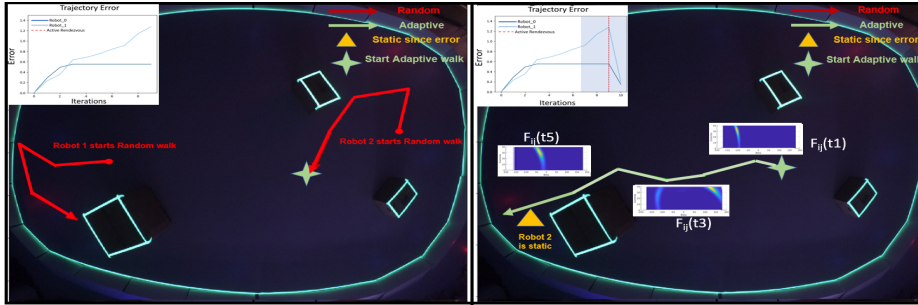 Trajectory Error
Robot_0
Robot_1
Active Rendezvous
Error
Iterations
Random
Adaptive
Static since error
Start Adaptive walk
Robot 1 starts Random walk
Robot 2 starts Random walk
Trajectory Error
Robot_0
Robot_1
Active Rendezvous
Error
Iterations
Random
Adaptive
Static since error
Start Adaptive walk
Fij(t5)
Fij(t1)
Fij(t3)
Robot 2
is static